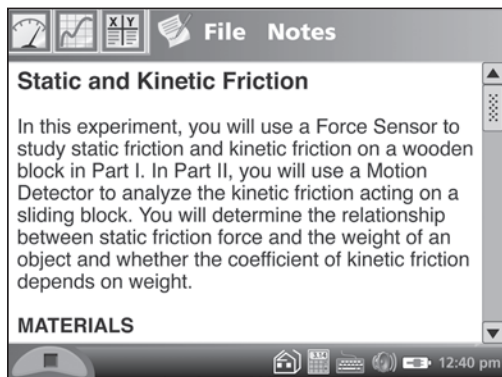 X Y
File Notes
Static and Kinetic Friction
In this experiment, you will use a Force Sensor to
study static friction and kinetic friction on a wooden
block in Part I. In Part II, you will use a Motion
Detector to analyze the kinetic friction acting on a
sliding block. You will determine the relationship
between static friction force and the weight of an
object and whether the coefficient of kinetic friction
depends on weight.
MATERIALS
3.14
12:40 pm